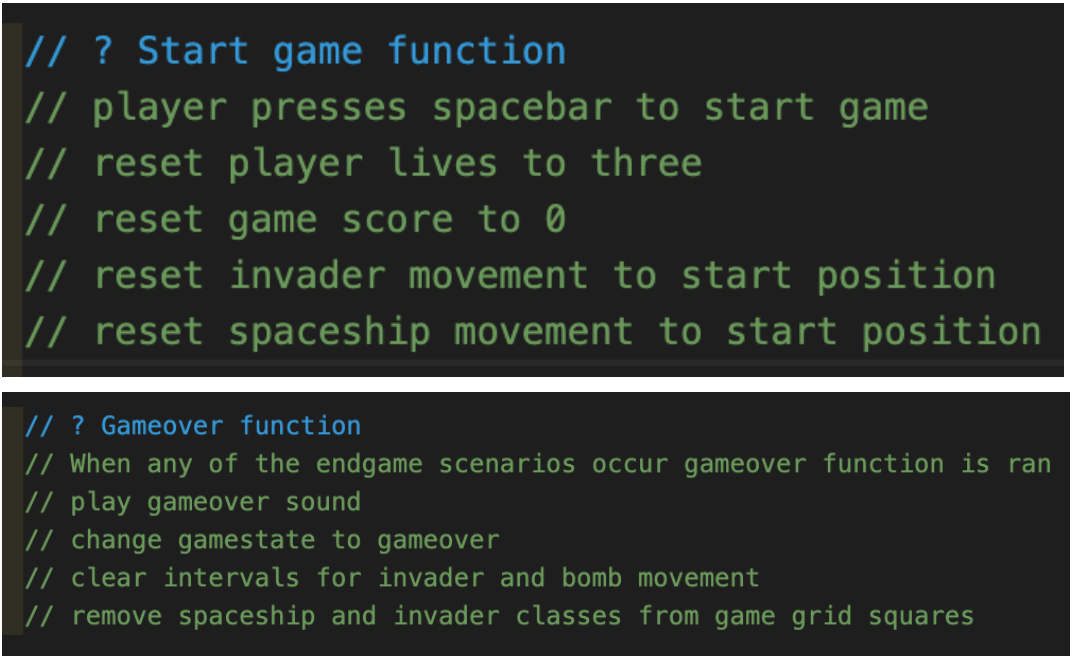 // ? Start game function
// player presses spacebar to start game
// reset player lives to three
// reset game score to 0
// reset invader movement to start position
// reset spaceship movement to start position
// ? Gameover function
// When any of the endgame scenarios occur gameover function is ran
// play gameover sound
// change gamestate to gameover
// clear intervals for invader and bomb movement
// remove spaceship and invader classes from game grid squares